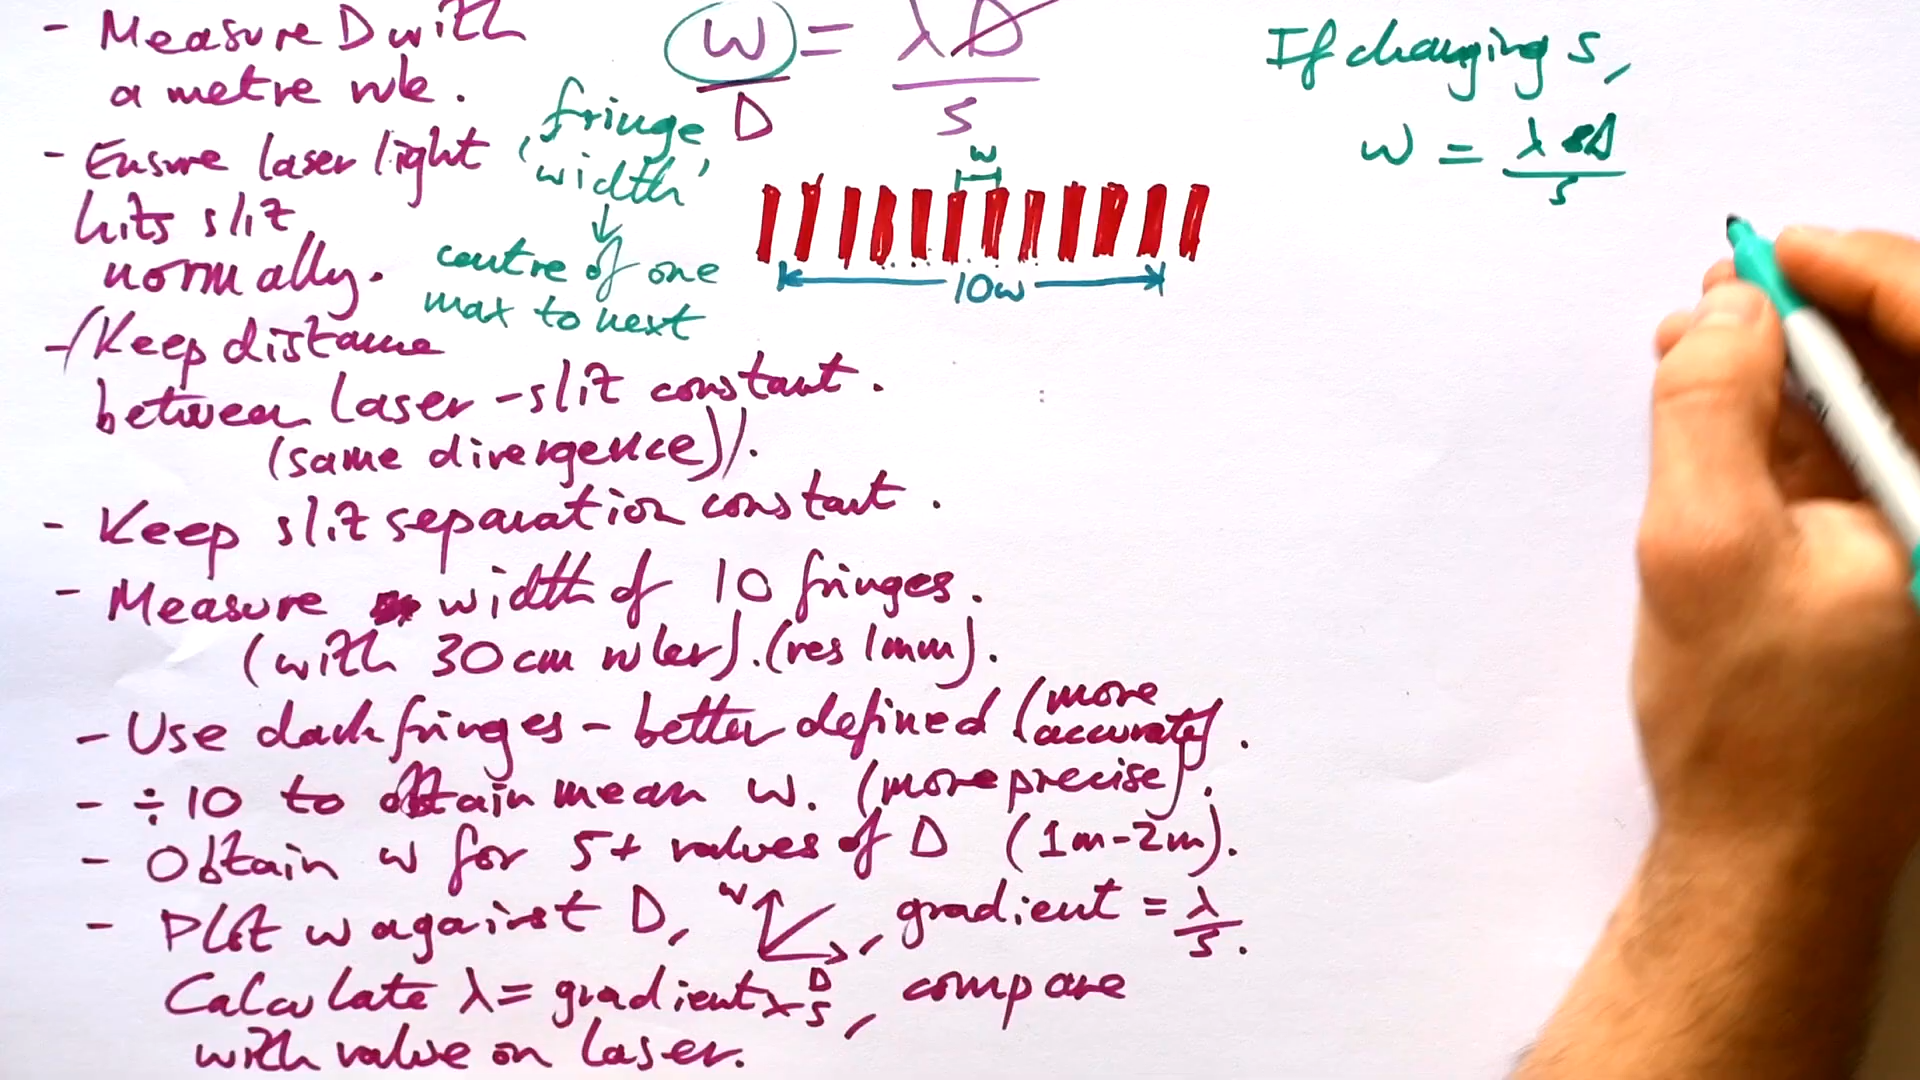 - Measure D with
a metre rule.
- Ensure laser light
hits slit
normally.
- (Keep distance
between laser - slit constant.
(same divergence)).
- Keep slit separation constant.
- Measure width of 10 fringes.
(with 30cm ruler). (res 1mm).
- Use dark fringes - better defined (more
accurate).
- ÷10 to obtain mean w. (more precise).
- Obtain w for 5+ values of D (1m-2m).
- Plot w against D, w D, gradient = λ/s.
Calculate λ = gradient x s, compare
with value on laser.
w/D = λD/s
'fringe
width'
↓
centre of one
max to next
w
10w
If changing s,
w = λD/s